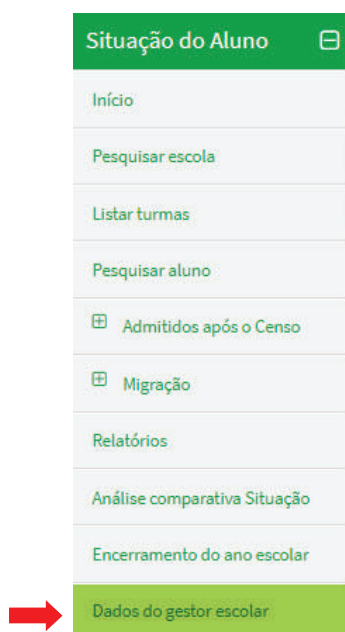 Situação do Aluno
Início
Pesquisar escola
Listar turmas
Pesquisar aluno
Admitidos após o Censo
Migração
Relatórios
Análise comparativa Situação
Encerramento do ano escolar
Dados do gestor escolar